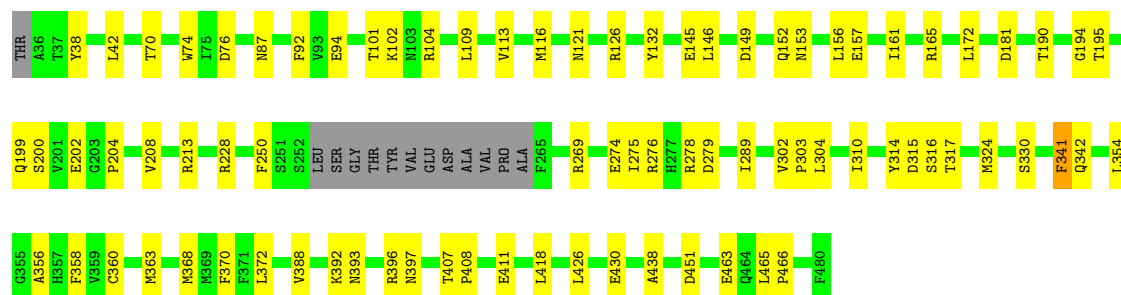 THR A36 T37 Y38 L42 T70 W74 I75 D76 N87 F92 V93 E94 T101 K102 N103 R104 L109 V113 M116 N121 R126 Y132 E145 L146 D149 Q152 N153 L156 E157 I161 R165 L172 D181 T190 G194 T195
Q199 S200 V201 E202 G203 P204 V208 R213 R228 F250 S251 S252 LEU SER GLY THR TYR VAL GLU ASP ALA VAL PRO ALA F265 R269 E274 I275 R276 H277 R278 D279 I289 V302 P303 L304 I310 Y314 D315 S316 T317 M324 S330 F341 Q342 L354
G355 A356 H357 F358 V359 C360 M363 M368 M369 F370 F371 L372 V388 K392 N393 R396 N397 T407 P408 E411 L418 L426 E430 A438 D451 E463 Q464 L465 P466 F480